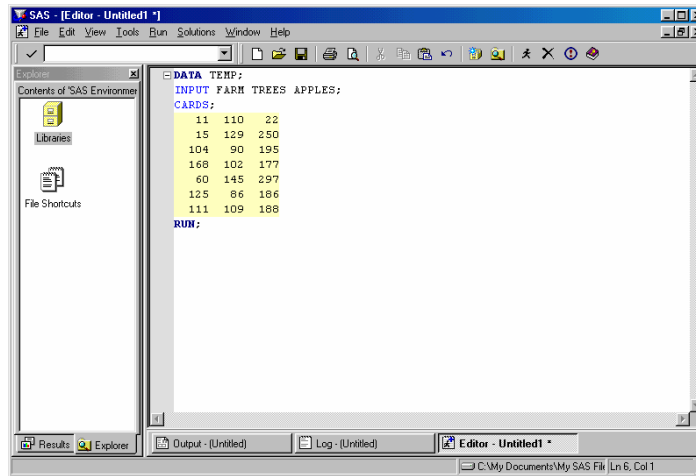 SAS - [Editor - Untitled1 *]
File Edit View Tools Run Solutions Window Help
Explorer
Contents of 'SAS Environmer
Libraries
File Shortcuts
DATA TEMP;
INPUT FARM TREES APPLES;
CARDS;
11 110 22
15 129 250
104 90 195
168 102 177
60 145 297
125 86 186
111 109 188
RUN;
Results Explorer
Output - (Untitled) Log - (Untitled) Editor - Untitled1 *
C:\My Documents\My SAS Fil Ln 6, Col 1